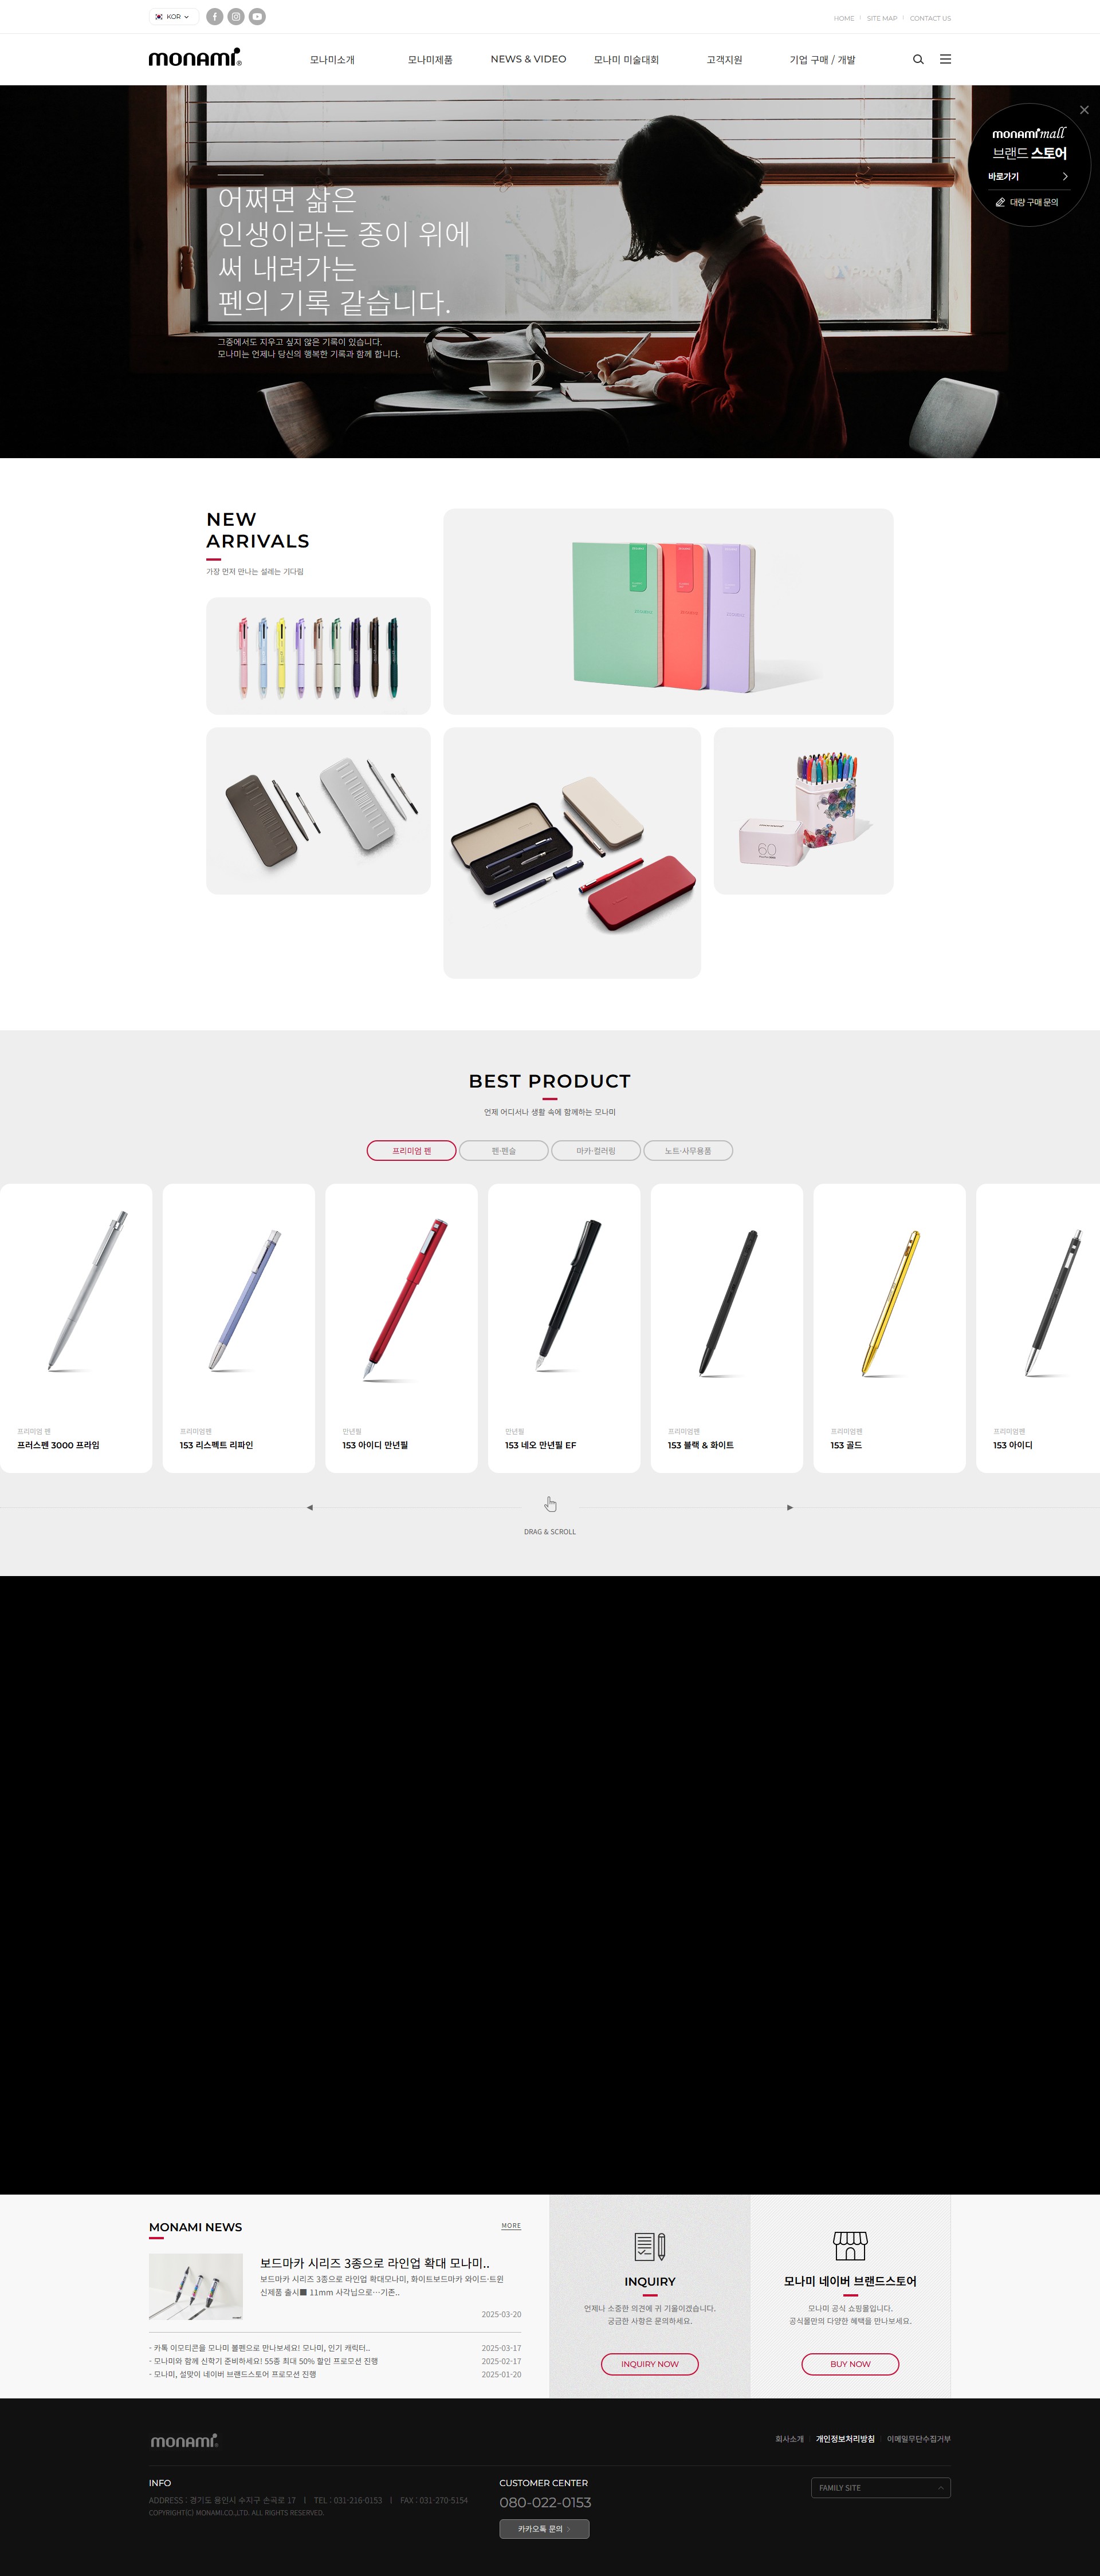 KOR
HOME
SITE MAP
CONTACT US
monami®
모나미소개
모나미제품
NEWS & VIDEO
모나미 미술대회
고객지원
기업 구매 / 개발
monami mall
브랜드 스토어
바로가기
대량 구매 문의
어쩌면 삶은
인생이라는 종이 위에
써 내려가는
펜의 기록 같습니다.
그중에서도 지우고 싶지 않은 기록이 있습니다.
모나미는 언제나 당신의 행복한 기록과 함께 합니다.
NEW
ARRIVALS
가장 먼저 만나는 설레는 기다림
60
BEST PRODUCT
언제 어디서나 생활 속에 함께하는 모나미
프리미엄 펜
펜·펜슬
마카·컬러링
노트·사무용품
프리미엄 펜
프러스펜 3000 프라임
프리미엄펜
153 리스펙트 리파인
만년필
153 아이디 만년필
만년필
153 네오 만년필 EF
프리미엄펜
153 블랙 & 화이트
프리미엄펜
153 골드
프리미엄펜
153 아이디
DRAG & SCROLL
MONAMI NEWS
MORE
보드마카 시리즈 3종으로 라인업 확대 모나미..
보드마카 시리즈 3종으로 라인업 확대모나미, 화이트보드마카 와이드·트윈
신제품 출시■ 11mm 사각닙으로…기존..
2025-03-20
- 카톡 이모티콘을 모나미 볼펜으로 만나보세요! 모나미, 인기 캐릭터..
2025-03-17
- 모나미와 함께 신학기 준비하세요! 55종 최대 50% 할인 프로모션 진행
2025-02-17
- 모나미, 설맞이 네이버 브랜드스토어 프로모션 진행
2025-01-20
INQUIRY
언제나 소중한 의견에 귀 기울이겠습니다.
궁금한 사항은 문의하세요.
INQUIRY NOW
모나미 네이버 브랜드스토어
모나미 공식 쇼핑몰입니다.
공식몰만의 다양한 혜택을 만나보세요.
BUY NOW
monami®
회사소개
개인정보처리방침
이메일무단수집거부
INFO
ADDRESS : 경기도 용인시 수지구 손곡로 17 | TEL : 031-216-0153 | FAX : 031-270-5154
COPYRIGHT(C) MONAMI.CO.,LTD. ALL RIGHTS RESERVED.
CUSTOMER CENTER
080-022-0153
카카오톡 문의
FAMILY SITE